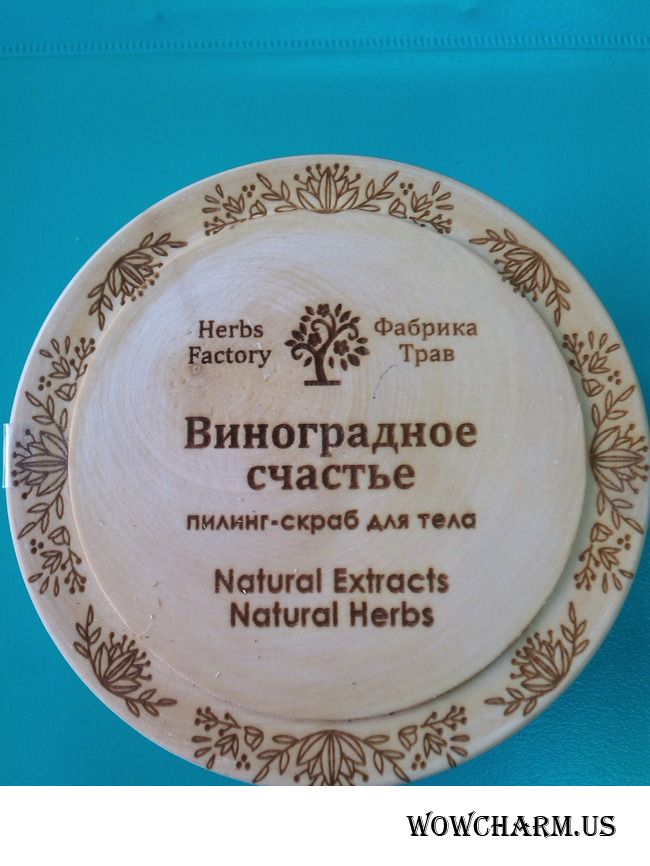 Herbs Factory
Фабрика Трав
Виноградное
счастье
пилинг-скраб для тела
Natural Extracts
Natural Herbs
WOWCHARM.US